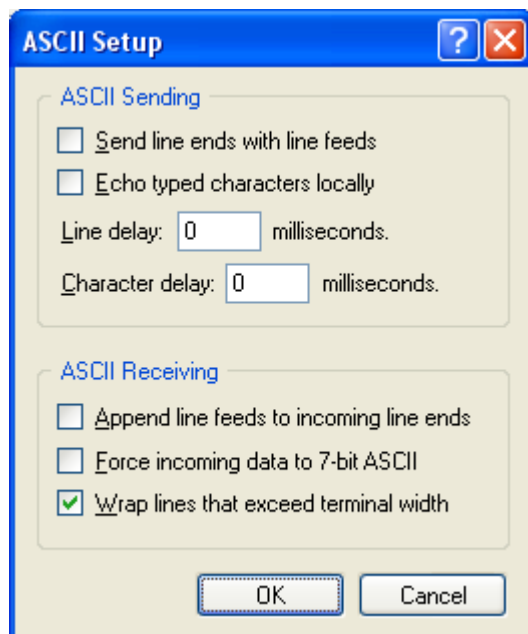 ASCII Setup
ASCII Sending
Send line ends with line feeds
Echo typed characters locally
Line delay: 0 milliseconds.
Character delay: 0 milliseconds.
ASCII Receiving
Append line feeds to incoming line ends
Force incoming data to 7-bit ASCII
Wrap lines that exceed terminal width
OK Cancel